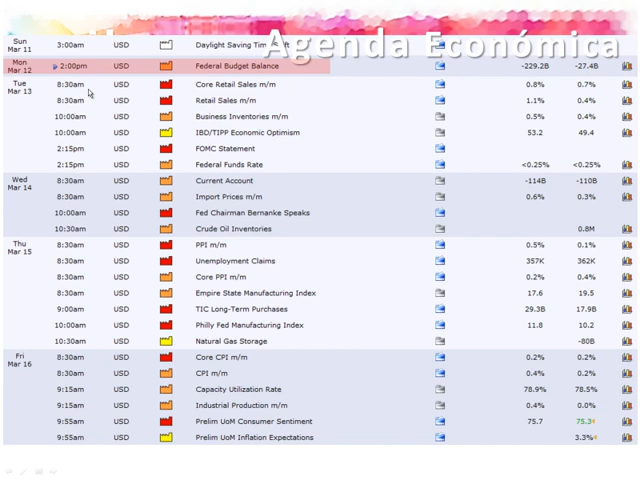 Agenda Económica
Sun Mar 11 3:00am USD Daylight Saving Time Shift
Mon Mar 12 2:00pm USD Federal Budget Balance -229.2B -27.4B
Tue Mar 13 8:30am USD Core Retail Sales m/m 0.8% 0.7%
8:30am USD Retail Sales m/m 1.1% 0.4%
10:00am USD Business Inventories m/m 0.5% 0.4%
10:00am USD IBD/TIPP Economic Optimism 53.2 49.4
2:15pm USD FOMC Statement
2:15pm USD Federal Funds Rate <0.25% <0.25%
Wed Mar 14 8:30am USD Current Account -114B -110B
8:30am USD Import Prices m/m 0.6% 0.3%
10:00am USD Fed Chairman Bernanke Speaks
10:30am USD Crude Oil Inventories 0.8M
Thu Mar 15 8:30am USD PPI m/m 0.5% 0.1%
8:30am USD Unemployment Claims 357K 362K
8:30am USD Core PPI m/m 0.2% 0.4%
8:30am USD Empire State Manufacturing Index 17.6 19.5
9:00am USD TIC Long-Term Purchases 29.3B 17.9B
10:00am USD Philly Fed Manufacturing Index 11.8 10.2
10:30am USD Natural Gas Storage -80B
Fri Mar 16 8:30am USD Core CPI m/m 0.2% 0.2%
8:30am USD CPI m/m 0.4% 0.2%
9:15am USD Capacity Utilization Rate 78.9% 78.5%
9:15am USD Industrial Production m/m 0.4% 0.0%
9:55am USD Prelim UoM Consumer Sentiment 75.7 75.3
9:55am USD Prelim UoM Inflation Expectations 3.3%